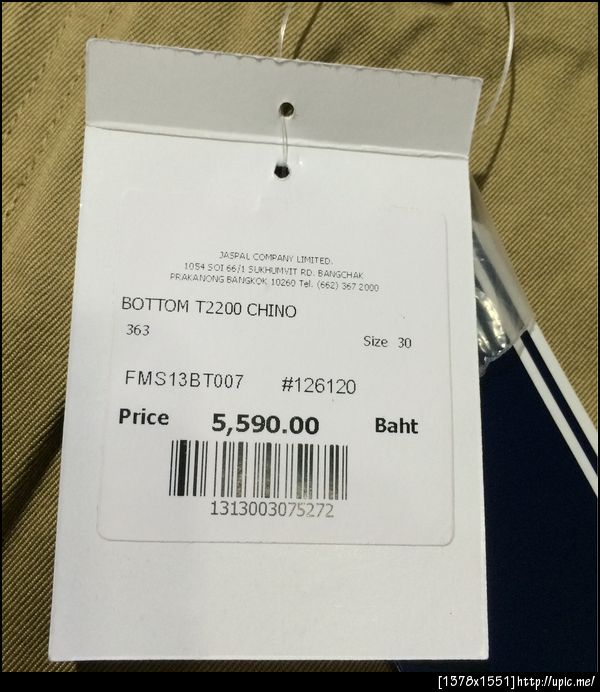 JASPAL COMPANY LIMITED.
1054 SOI 66/1 SUKHUMVIT RD. BANGCHAK
PRAKANONG BANGKOK 10260 Tel. (662) 367 2000
BOTTOM T2200 CHINO
363
Size 30
FMS13BT007 #126120
Price 5,590.00 Baht
1313003075272
[1378x1551]http://upic.me/